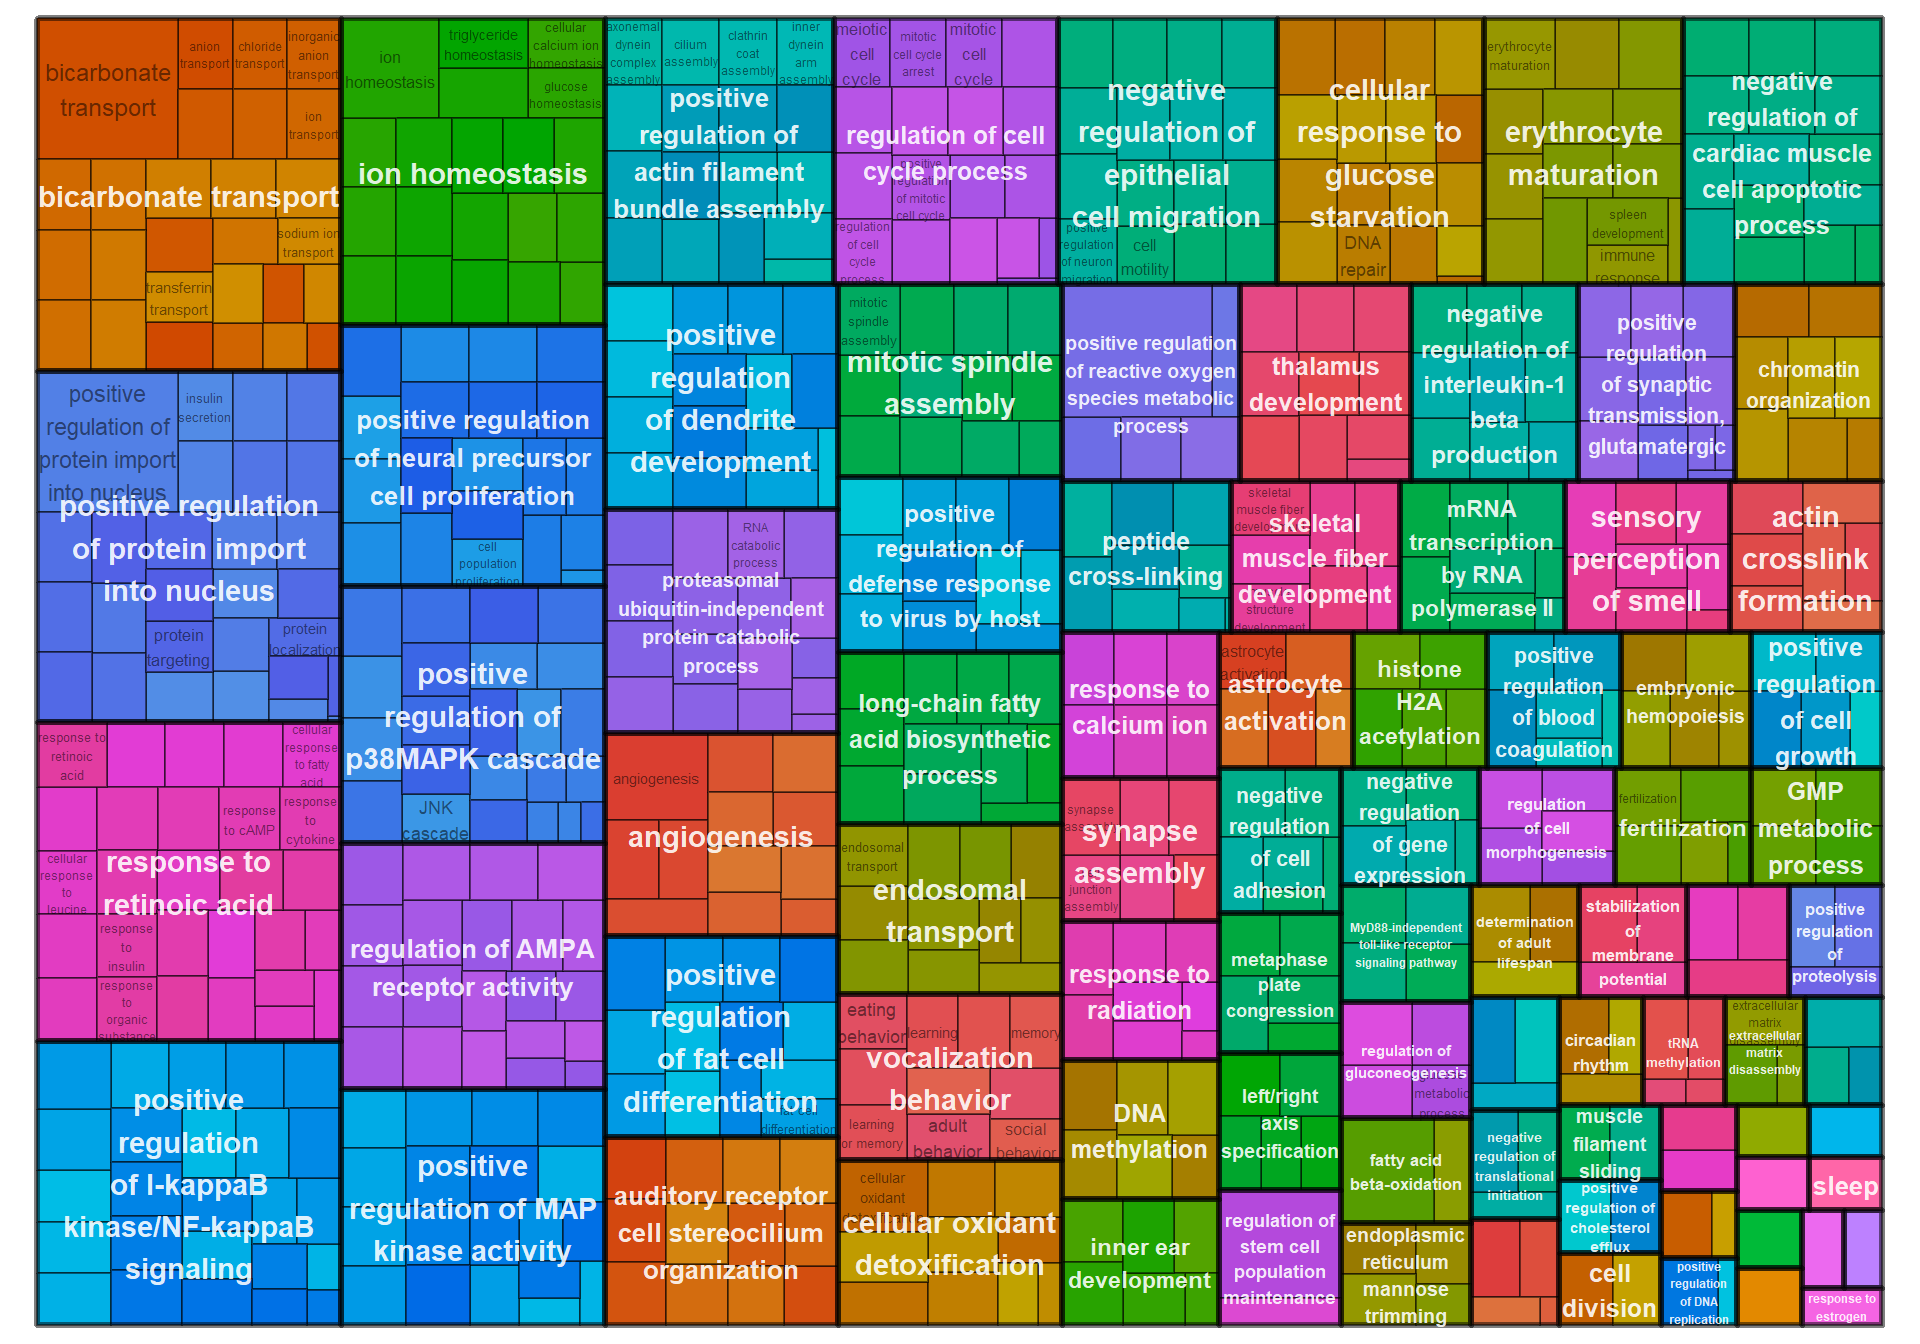 bicarbonate
transport
anion
transport
chloride
transport
inorganic
anion
transport
ion
transport
bicarbonate transport
sodium ion
transport
transferrin
transport
ion
homeostasis
triglyceride
homeostasis
cellular
calcium ion
homeostasis
glucose
homeostasis
ion homeostasis
axonemal
dynein
complex
assembly
cilium
assembly
clathrin
coat
assembly
inner
dynein
arm
assembly
positive
regulation of
actin filament
bundle assembly
meiotic
cell
cycle
mitotic
cell cycle
arrest
mitotic
cell
cycle
regulation of cell
cycle process
positive
regulation
of mitotic
cell cycle
regulation
of cell
cycle
process
negative
regulation of
epithelial
cell migration
positive
regulation
of neuron
migration
cell
motility
cellular
response to
glucose
starvation
DNA
repair
erythrocyte
maturation
erythrocyte
maturation
spleen
development
immune
response
negative
regulation of
cardiac muscle
cell apoptotic
process
positive
regulation of
protein import
into nucleus
insulin
secretion
positive regulation
of protein import
into nucleus
protein
targeting
protein
localization
positive regulation
of neural precursor
cell proliferation
cell
population
proliferation
positive
regulation
of dendrite
development
mitotic
spindle
assembly
mitotic spindle
assembly
positive regulation
of reactive oxygen
species metabolic
process
thalamus
development
negative
regulation of
interleukin-1
beta
production
positive
regulation
of synaptic
transmission,
glutamatergic
chromatin
organization
proteasomal
ubiquitin-independent
protein catabolic
process
RNA
catabolic
process
positive
regulation of
defense response
to virus by host
peptide
cross-linking
skeletal
muscle fiber
development
skeletal
muscle fiber
development
structure
development
mRNA
transcription
by RNA
polymerase II
sensory
perception
of smell
actin
crosslink
formation
positive
regulation of
p38MAPK cascade
JNK
cascade
long-chain fatty
acid biosynthetic
process
response to
calcium ion
astrocyte
activation
astrocyte
activation
histone
H2A
acetylation
positive
regulation
of blood
coagulation
embryonic
hemopoiesis
positive
regulation
of cell
growth
response to
retinoic
acid
cellular
response
to fatty
acid
response
to cAMP
response
to
cytokine
cellular
response
to
leucine
response to
retinoic acid
response
to
insulin
response
to
organic
substance
angiogenesis
angiogenesis
endosomal
transport
endosomal
transport
synapse
assembly
synapse
assembly
junction
assembly
negative
regulation
of cell
adhesion
negative
regulation
of gene
expression
regulation
of cell
morphogenesis
fertilization
fertilization
GMP
metabolic
process
regulation of AMPA
receptor activity
positive
regulation
of fat cell
differentiation
fat cell
differentiation
eating
behavior
learning
memory
vocalization
behavior
learning
or memory
adult
behavior
social
behavior
response to
radiation
metaphase
plate
congression
MyD88-independent
toll-like receptor
signaling pathway
determination
of adult
lifespan
stabilization
of
membrane
potential
positive
regulation
of
proteolysis
positive
regulation
of I-kappaB
kinase/NF-kappaB
signaling
positive
regulation of MAP
kinase activity
auditory receptor
cell stereocilium
organization
cellular
oxidant
detoxification
cellular oxidant
detoxification
DNA
methylation
left/right
axis
specification
regulation of
gluconeogenesis
metabolic
process
circadian
rhythm
tRNA
methylation
extracellular
matrix
extracellular
matrix
disassembly
fatty acid
beta-oxidation
negative
regulation of
translational
initiation
muscle
filament
sliding
inner ear
development
regulation of
stem cell
population
maintenance
endoplasmic
reticulum
mannose
trimming
positive
regulation of
cholesterol
efflux
sleep
cell
division
positive
regulation
of DNA
replication
response to
estrogen